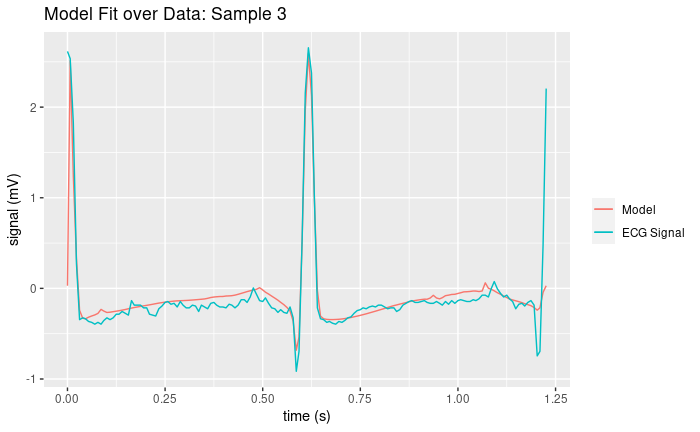 Model Fit over Data: Sample 3
signal (mV)
2
1
0
-1
0.00 0.25 0.50 0.75 1.00 1.25
time (s)
Model
ECG Signal